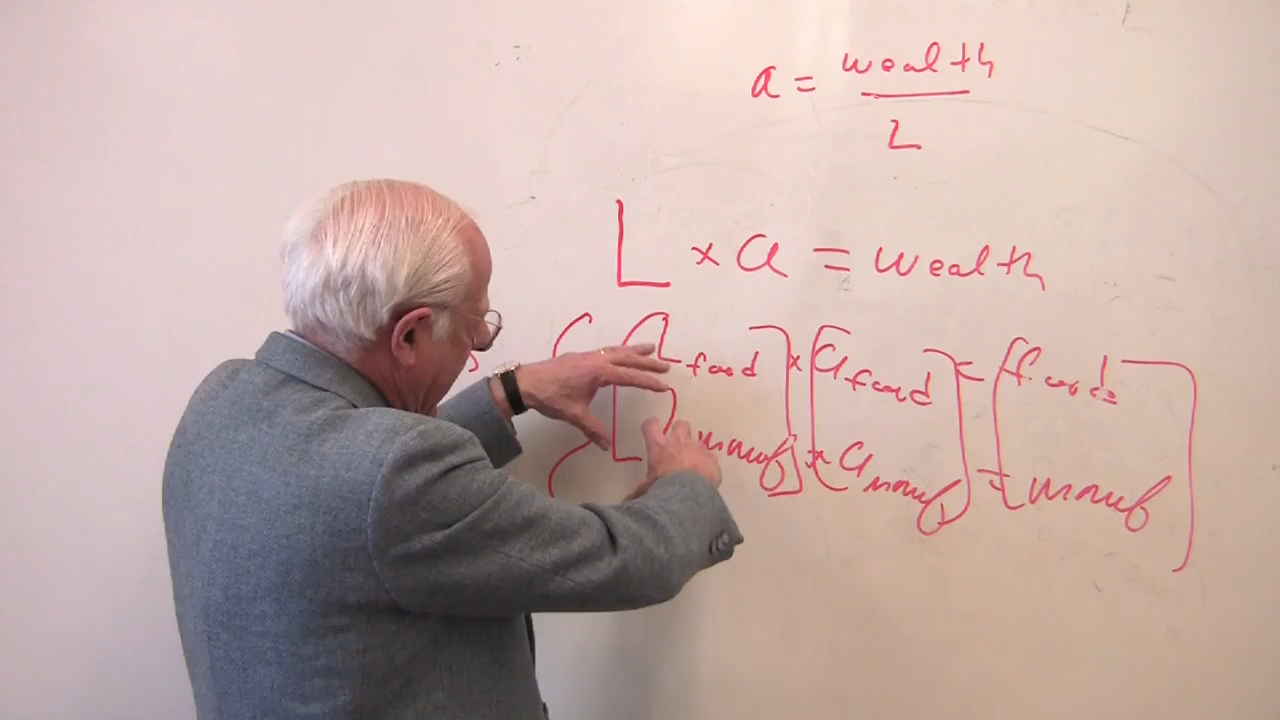 a = wealth
L
L × a = wealth
L food × a food = food
manuf × a manuf = manuf